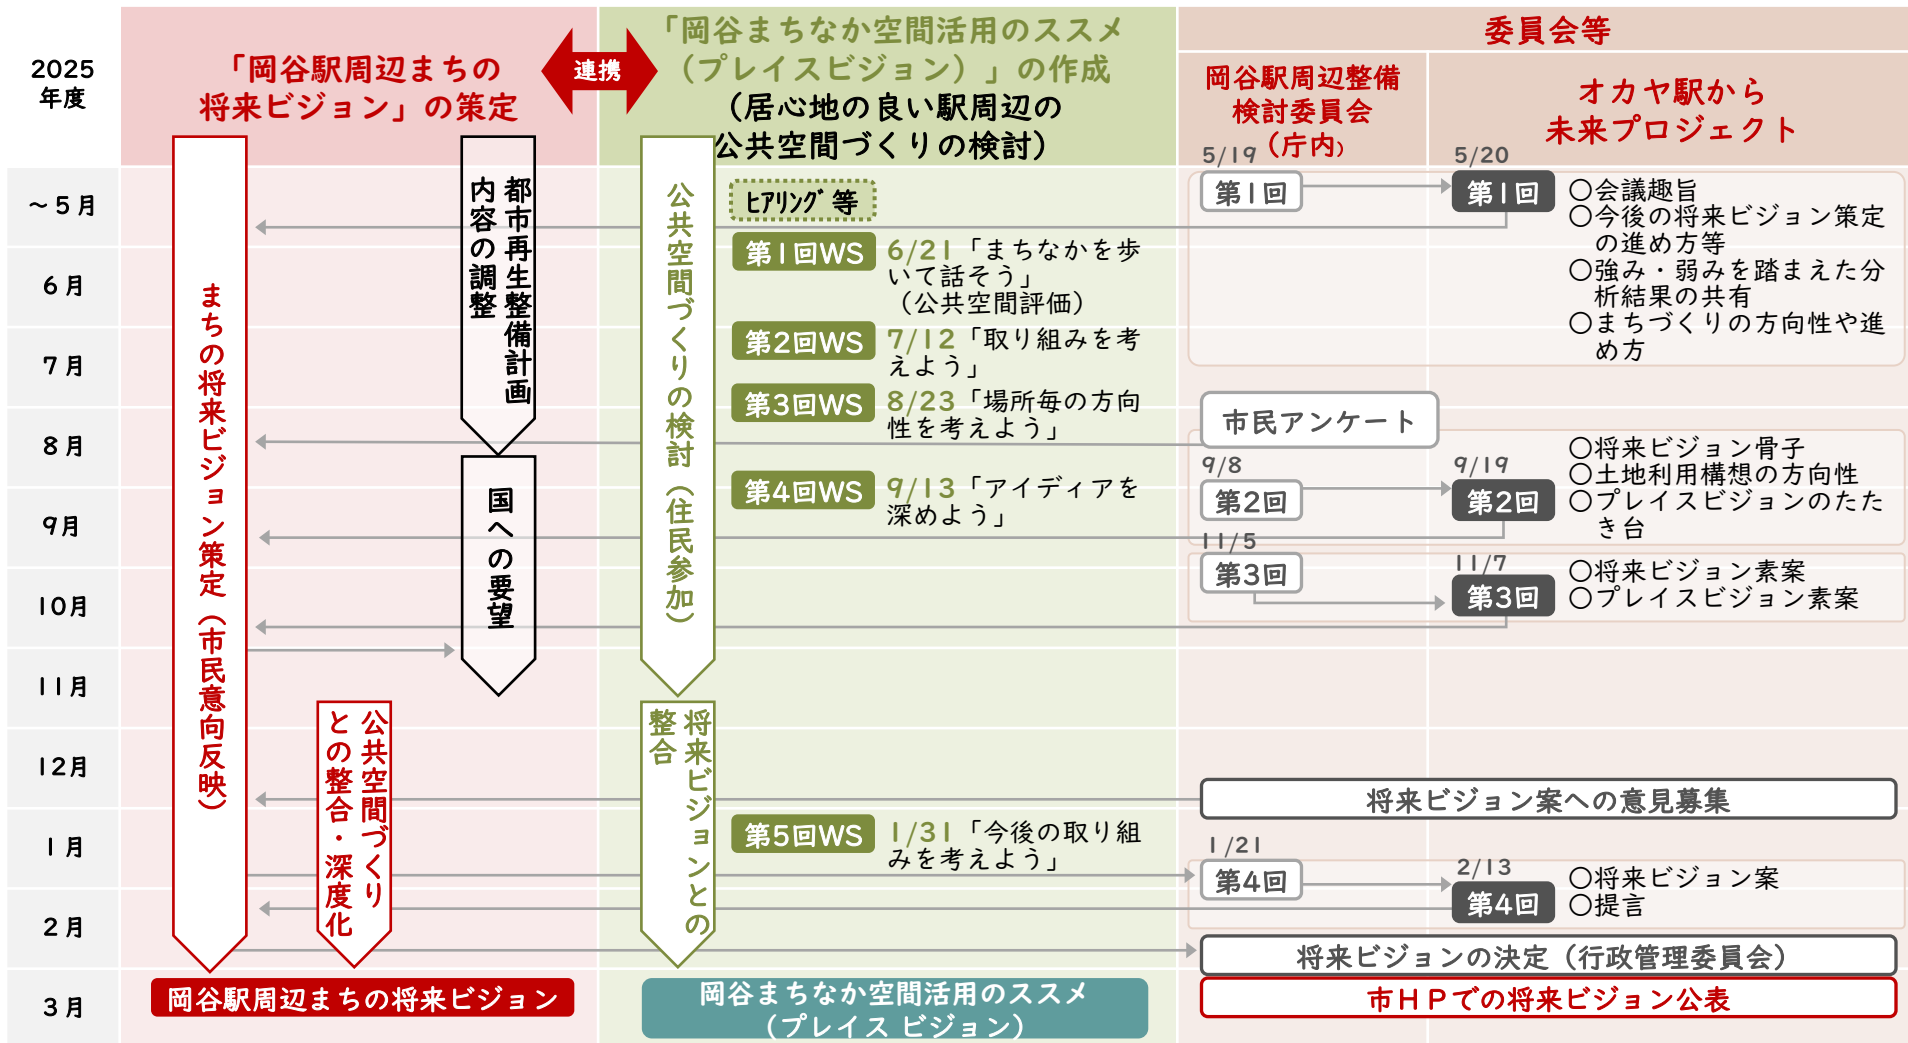 2025
年度
「岡谷駅周辺まちの
将来ビジョン」の策定
連携
「岡谷まちなか空間活用のススメ
（プレイスビジョン）」の作成
（居心地の良い駅周辺の
公共空間づくりの検討）
委員会等
岡谷駅周辺整備
検討委員会
（庁内）
オカヤ駅から
未来プロジェクト
～５月
６月
７月
８月
９月
10月
11月
12月
１月
２月
３月
まちの将来ビジョン策定（市民意向反映）
都市再生整備計画
内容の調整
国への要望
公共空間づくり
との整合・深度化
公共空間づくりの検討（住民参加）
将来ビジョンとの
整合
ﾋｱﾘﾝｸﾞ等
第1回WS
6/21「まちなかを歩
いて話そう」
（公共空間評価）
第2回WS
7/12「取り組みを考
えよう」
第3回WS
8/23「場所毎の方向
性を考えよう」
第4回WS
9/13「アイディアを
深めよう」
第5回WS
1/31「今後の取り組
みを考えよう」
5/19
第1回
5/20
第1回
〇会議趣旨
〇今後の将来ビジョン策定
の進め方等
〇強み・弱みを踏まえた分
析結果の共有
〇まちづくりの方向性や進
め方
市民アンケート
9/8
第2回
9/19
第2回
〇将来ビジョン骨子
〇土地利用構想の方向性
〇プレイスビジョンのたた
き台
11/5
第3回
11/7
第3回
〇将来ビジョン素案
〇プレイスビジョン素案
将来ビジョン案への意見募集
1/21
第4回
2/13
第4回
〇将来ビジョン案
〇提言
将来ビジョンの決定（行政管理委員会）
岡谷駅周辺まちの将来ビジョン
岡谷まちなか空間活用のススメ
（プレイス ビジョン）
市ＨＰでの将来ビジョン公表